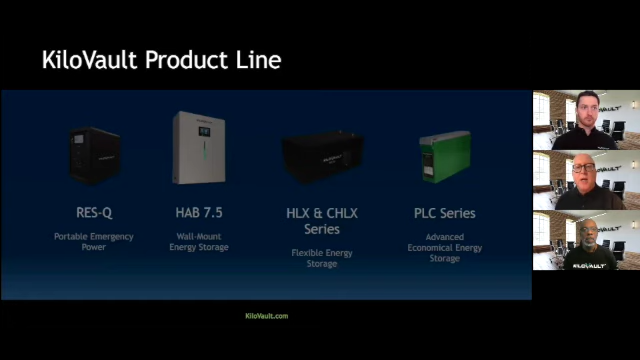 KiloVault Product Line
RES-Q
Portable Emergency
Power
HAB 7.5
Wall-Mount
Energy Storage
HLX & CHLX
Series
Flexible Energy
Storage
PLC Series
Advanced
Economical Energy
Storage
KiloVault.com
KILOVAULT